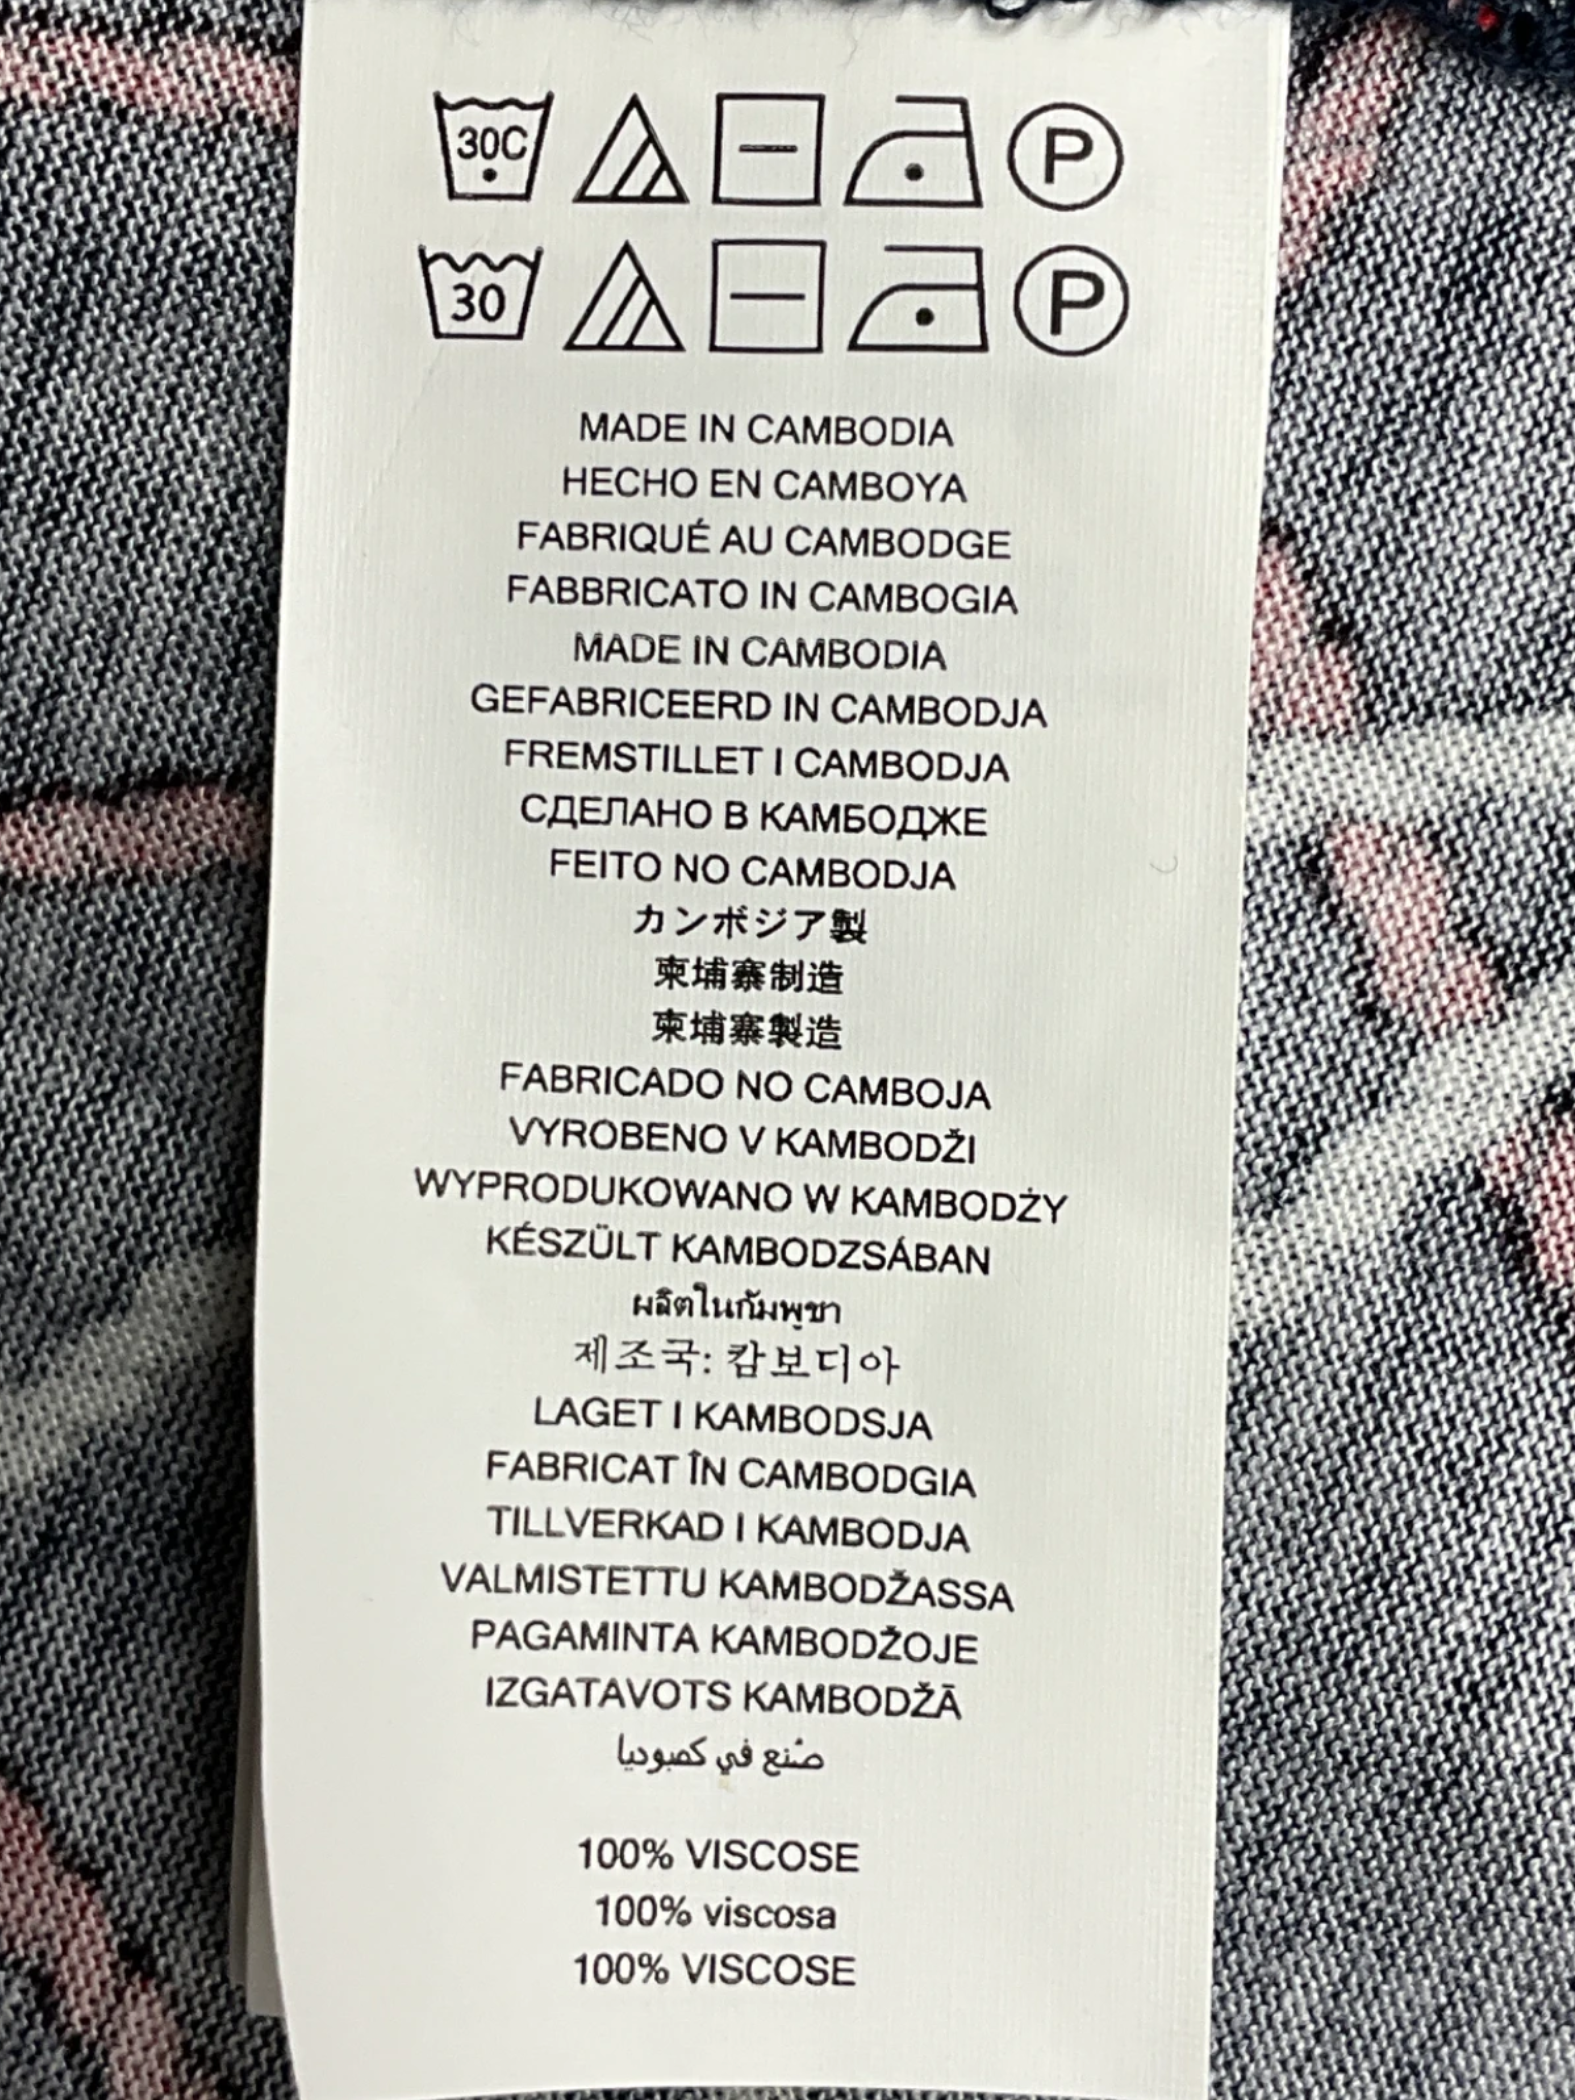 30C P
30 P
MADE IN CAMBODIA
HECHO EN CAMBOYA
FABRIQUÉ AU CAMBODGE
FABBRICATO IN CAMBOGIA
MADE IN CAMBODIA
GEFABRICEERD IN CAMBODJA
FREMSTILLET I CAMBODJA
СДЕЛАНО В КАМБОДЖЕ
FEITO NO CAMBODJA
カンボジア製
柬埔寨制造
柬埔寨製造
FABRICADO NO CAMBOJA
VYROBENO V KAMBODŽI
WYPRODUKOWANO W KAMBODŻY
KÉSZÜLT KAMBODZSÁBAN
ผลิตในกัมพูชา
제조국: 캄보디아
LAGET I KAMBODSJA
FABRICAT ÎN CAMBODGIA
TILLVERKAD I KAMBODJA
VALMISTETTU KAMBODŽASSA
PAGAMINTA KAMBODŽOJE
IZGATAVOTS KAMBODŽĀ
صُنع في كمبوديا
100% VISCOSE
100% viscosa
100% VISCOSE